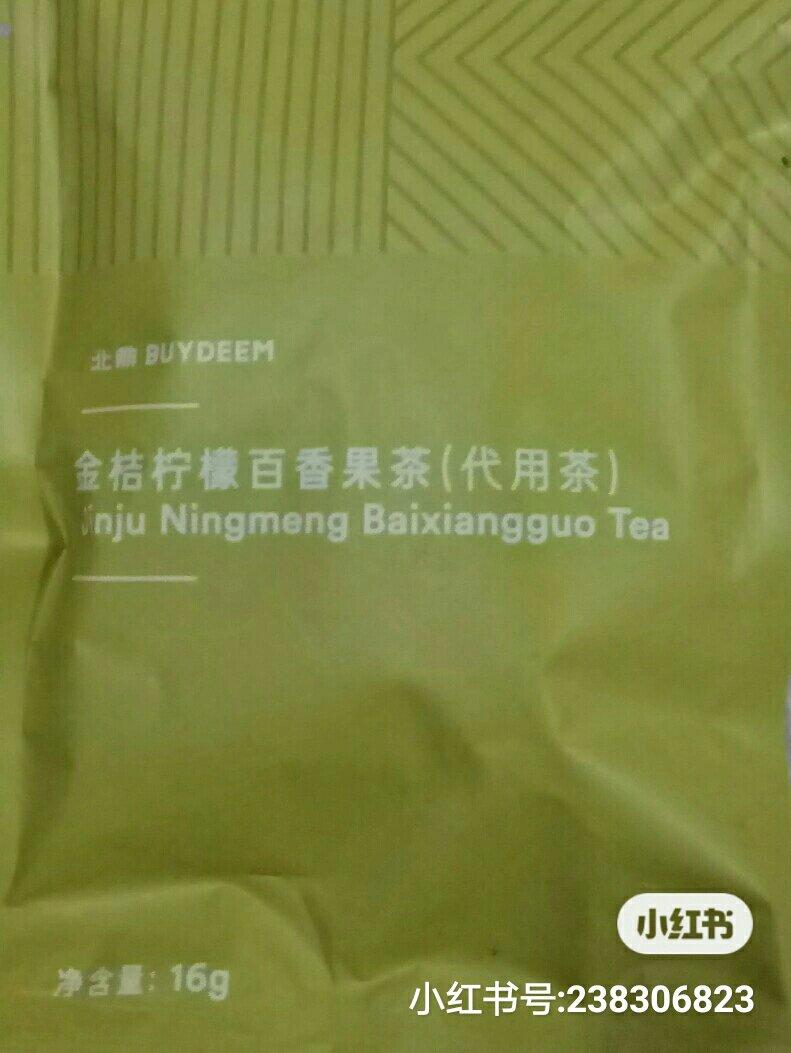 北鼎 BUYDEEM
金桔柠檬百香果茶(代用茶)
Jinju Ningmeng Baixiangguo Tea
净含量: 16g
小红书
小红书号:238306823